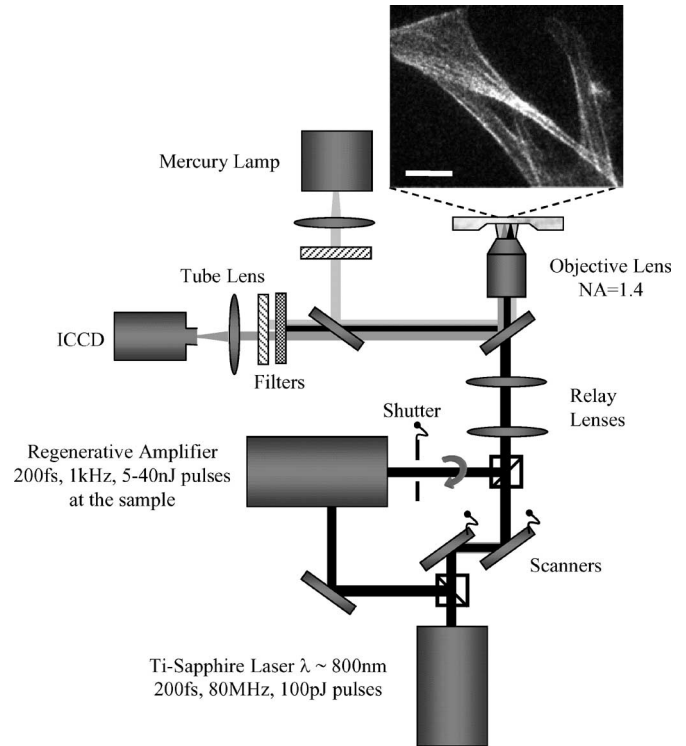 Mercury Lamp
Tube Lens
Objective Lens
NA=1.4
ICCD
Filters
Relay
Lenses
Shutter
Regenerative Amplifier
200fs, 1kHz, 5-40nJ pulses
at the sample
Scanners
Ti-Sapphire Laser λ ~ 800nm
200fs, 80MHz, 100pJ pulses